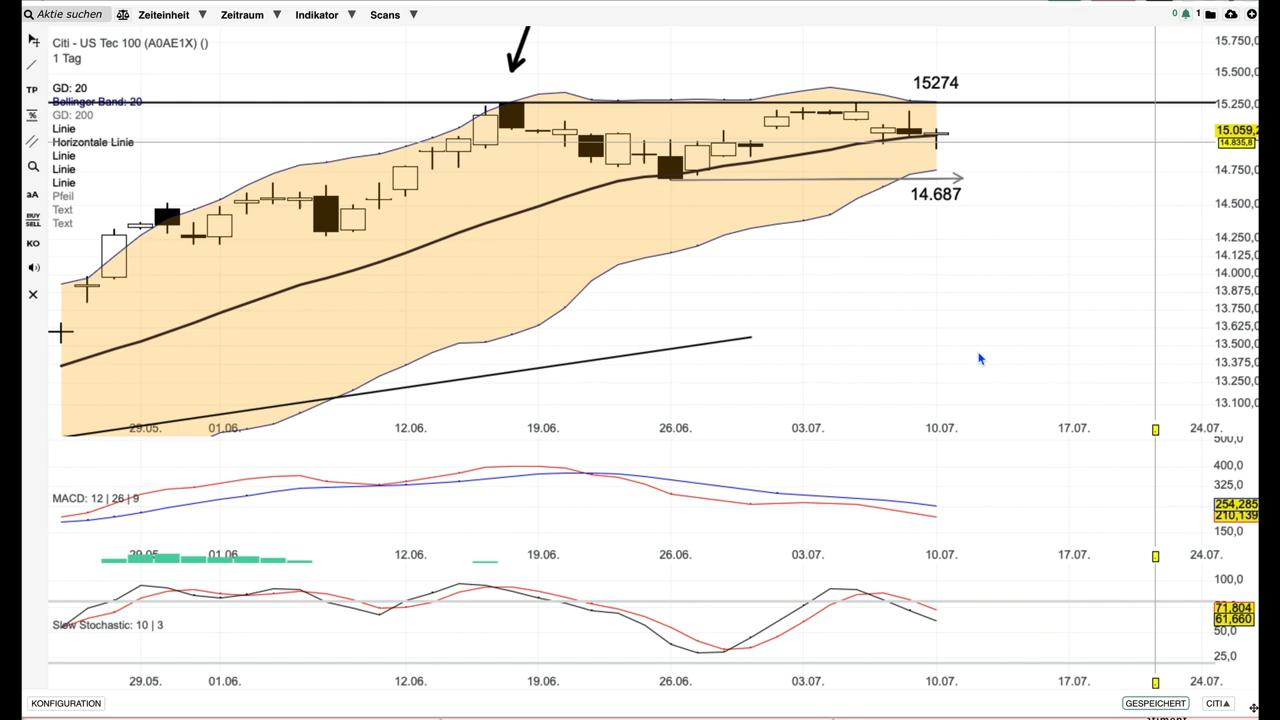 Aktie suchen Zeiteinheit Zeitraum Indikator Scans 0 1
Citi - US Tec 100 (A0AE1X) ()
1 Tag
GD: 20
Bollinger Band: 20
GD: 200
Linie
Horizontale Linie
Linie
Linie
Linie
Pfeil
Text
Text
TP
%
aA
BUY
SELL
KO
15274
14.687
15.750,0
15.500,0
15.250,0
15.059,2
14.835,8
14.750,0
14.500,0
14.250,0
14.125,0
14.000,0
13.875,0
13.750,0
13.625,0
13.500,0
13.375,0
13.250,0
13.100,0
29.05. 01.06. 12.06. 19.06. 26.06. 03.07. 10.07. 17.07. 24.07.
500,0
400,0
325,0
MACD: 12 | 26 | 9
254,285
210,139
150,0
29.05. 01.06. 12.06. 19.06. 26.06. 03.07. 10.07. 17.07. 24.07.
100,0
71,804
61,660
Slow Stochastic: 10 | 3
50,0
25,0
29.05. 01.06. 12.06. 19.06. 26.06. 03.07. 10.07. 17.07. 24.07.
KONFIGURATION GESPEICHERT CITI